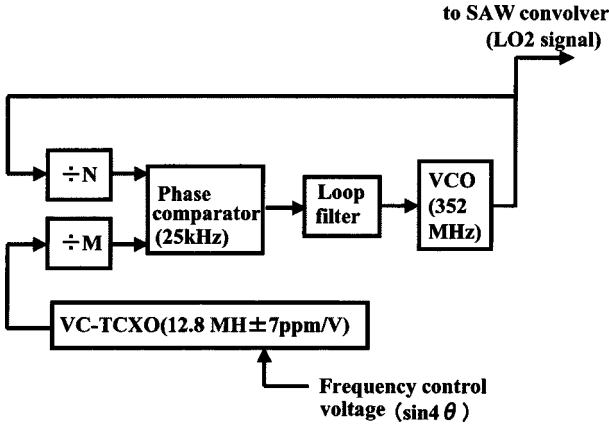 to SAW convolver
(LO2 signal)
÷N
Phase
comparator
(25kHz)
Loop
filter
VCO
(352
MHz)
÷M
VC-TCXO(12.8 MH±7ppm/V)
Frequency control
voltage (sin4θ)